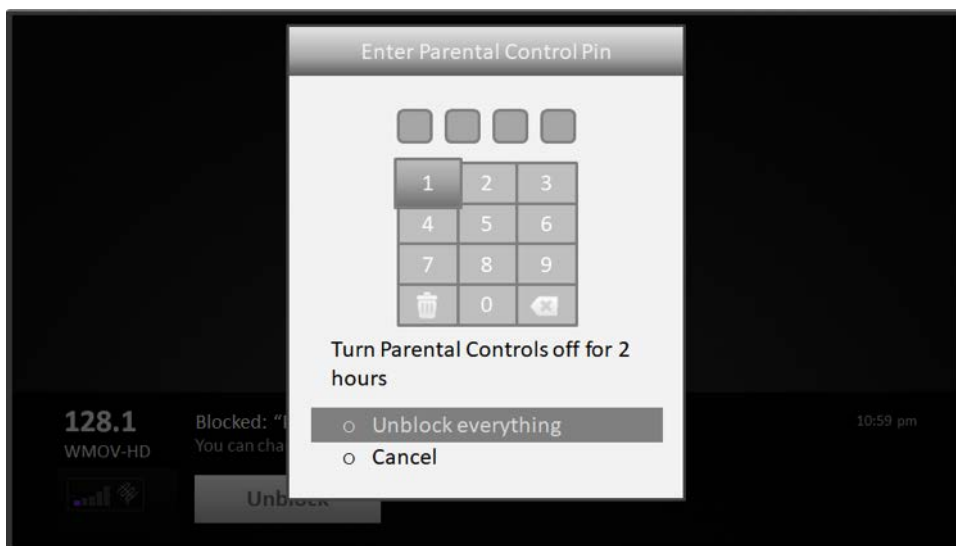 Enter Parental Control Pin
1 2 3
4 5 6
7 8 9
0
Turn Parental Controls off for 2
hours
Unblock everything
Cancel
128.1
WMOV-HD
Blocked: "
You can cha
10:59 pm
Unblock